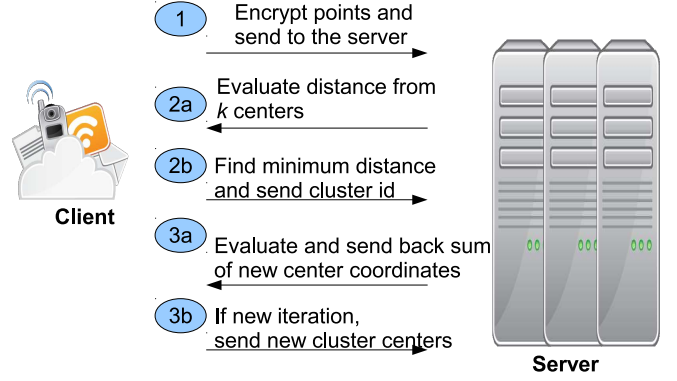 1
Encrypt points and
send to the server
2a
Evaluate distance from
k centers
2b
Find minimum distance
and send cluster id
3a
Evaluate and send back sum
of new center coordinates
3b
If new iteration,
send new cluster centers
Client
Server